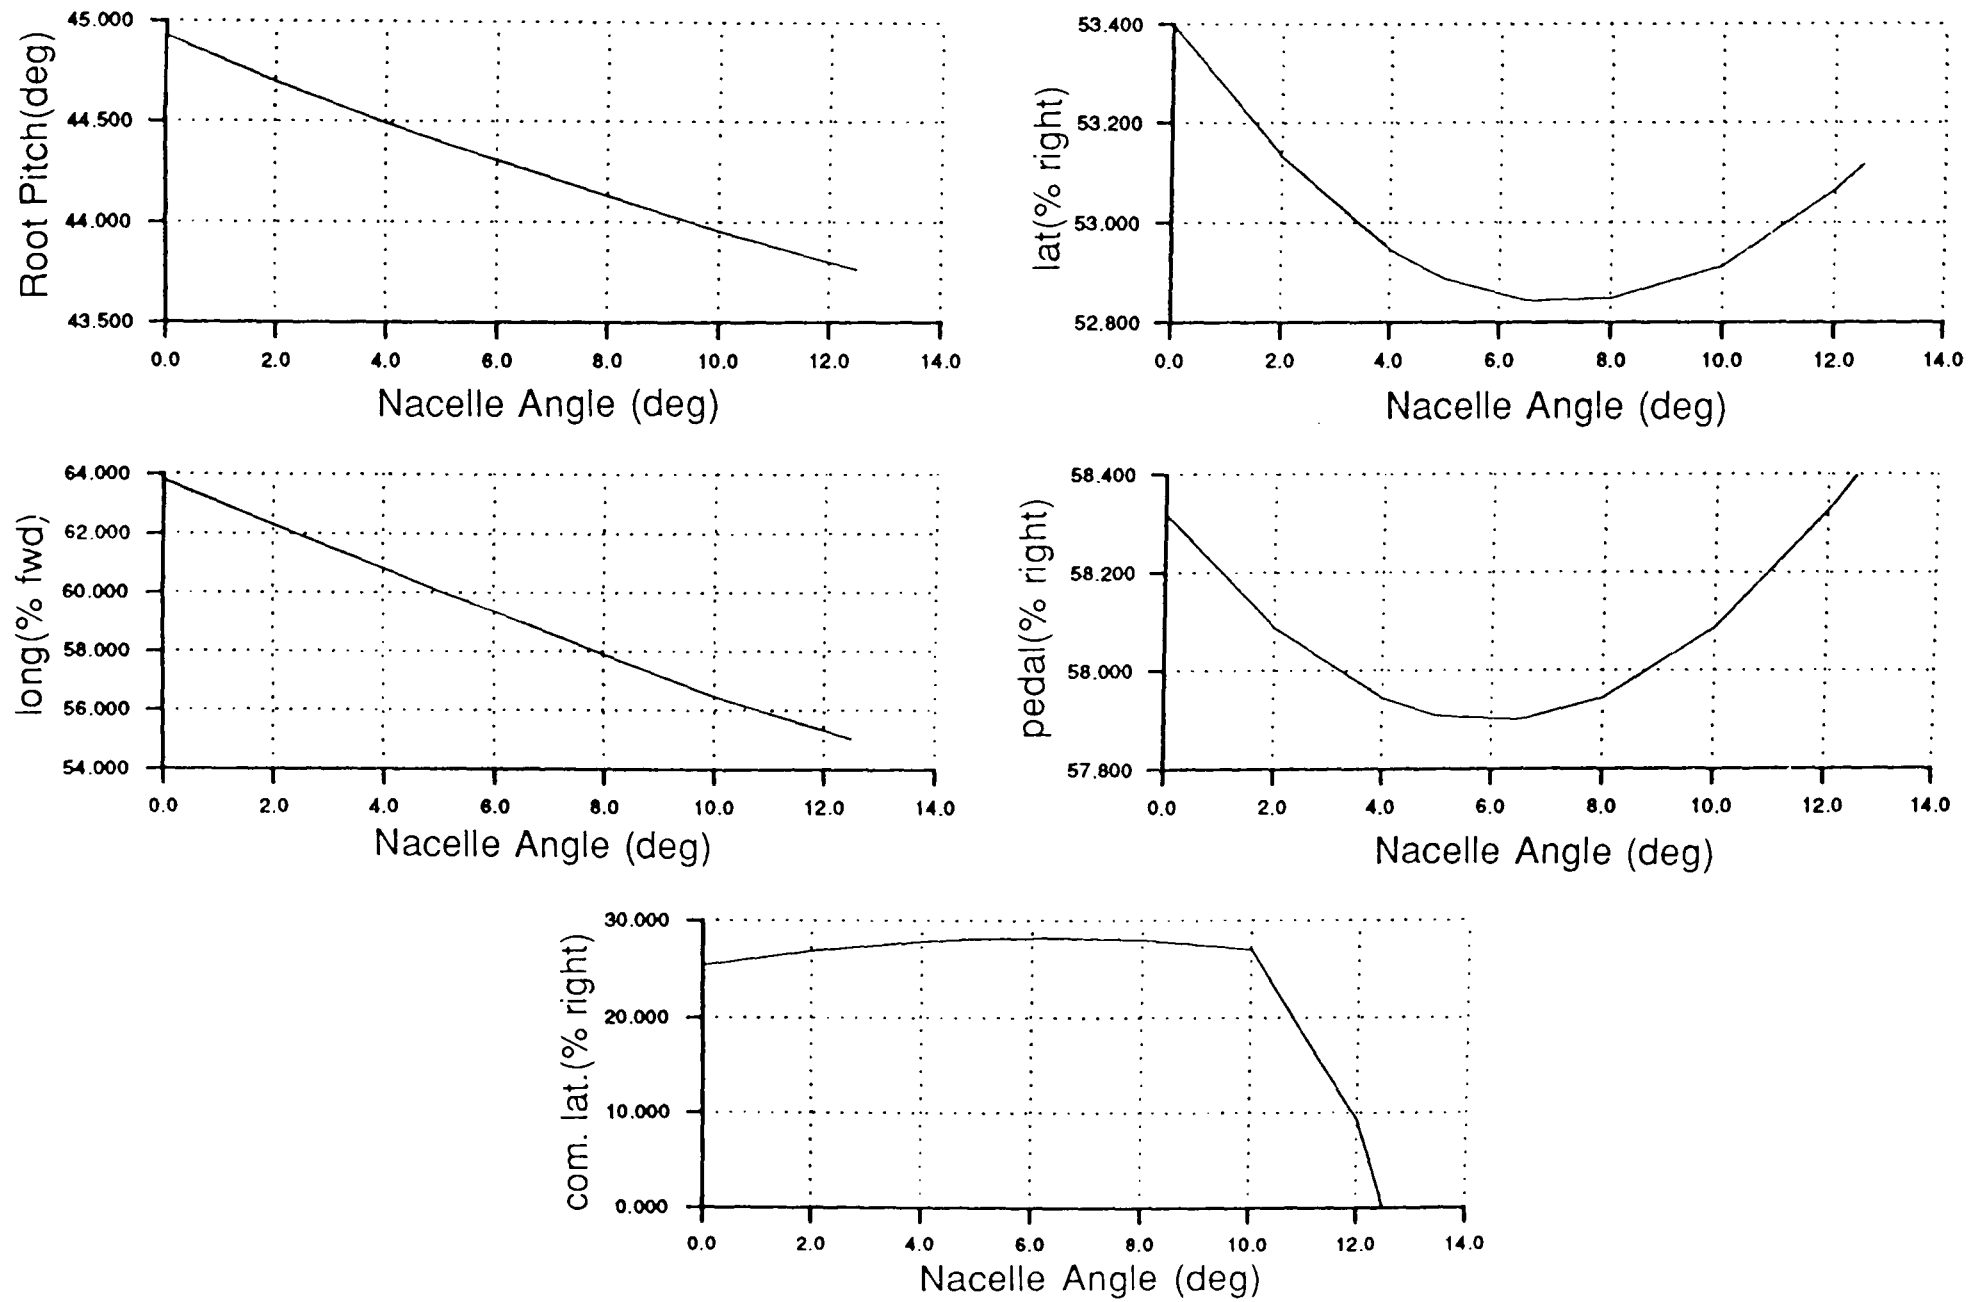 45.000
44.500
44.000
43.500
Root Pitch(deg)
0.0 2.0 4.0 6.0 8.0 10.0 12.0 14.0
Nacelle Angle (deg)
53.400
53.200
53.000
52.800
lat(% right)
0.0 2.0 4.0 6.0 8.0 10.0 12.0 14.0
Nacelle Angle (deg)
64.000
62.000
60.000
58.000
56.000
54.000
long(% fwd)
0.0 2.0 4.0 6.0 8.0 10.0 12.0 14.0
Nacelle Angle (deg)
58.400
58.200
58.000
57.800
pedal(% right)
0.0 2.0 4.0 6.0 8.0 10.0 12.0 14.0
Nacelle Angle (deg)
30.000
20.000
10.000
0.000
com. lat.(% right)
0.0 2.0 4.0 6.0 8.0 10.0 12.0 14.0
Nacelle Angle (deg)